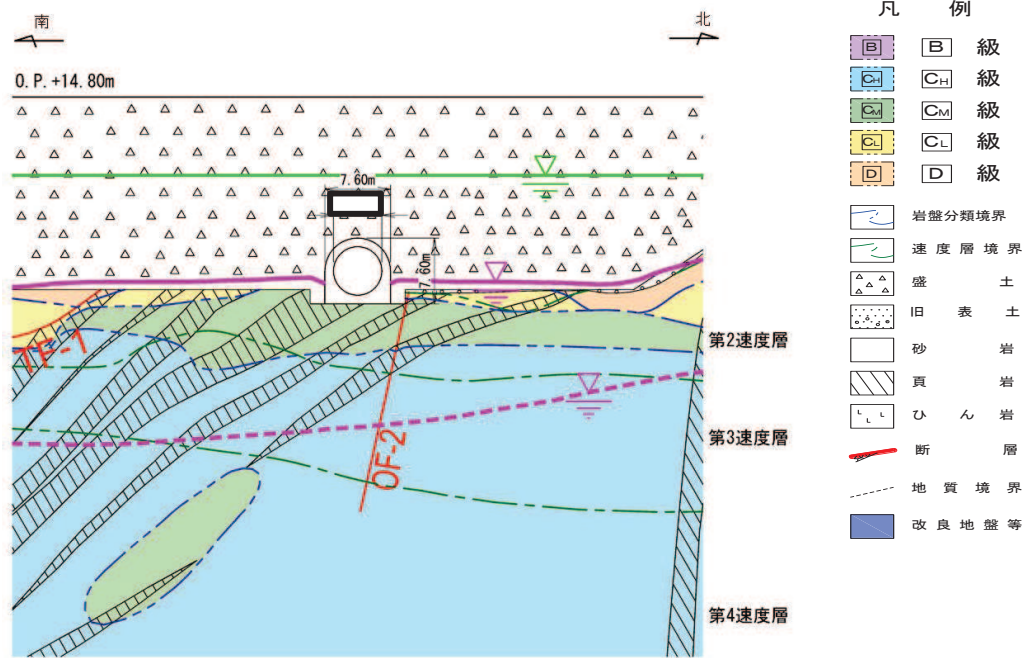 南
北
O.P.+14.80m
7.60m
7.60m
TF-1
OF-2
第2速度層
第3速度層
第4速度層
凡 例
B B 級
CH CH 級
CM CM 級
CL CL 級
D D 級
岩盤分類境界
速度層境界
盛土
旧表土
砂岩
頁岩
ひん岩
断層
地質境界
改良地盤等